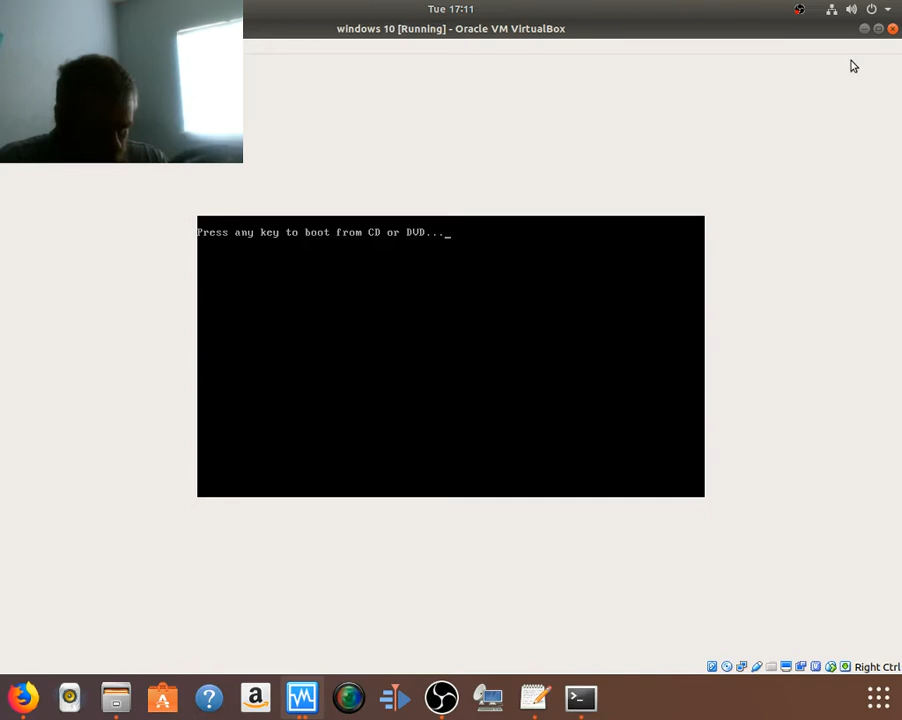 Tue 17:11
windows 10 [Running] - Oracle VM VirtualBox
Press any key to boot from CD or DVD..._
Right Ctrl